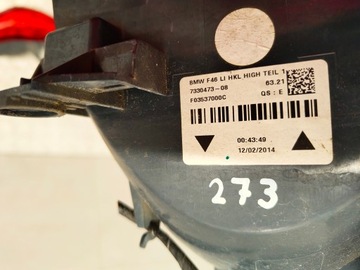 BMW F46 LI HKL HIGH TEIL 1
7330473-08 63.21
F03537000C QS : E
00:43:49
12/02/2014
273